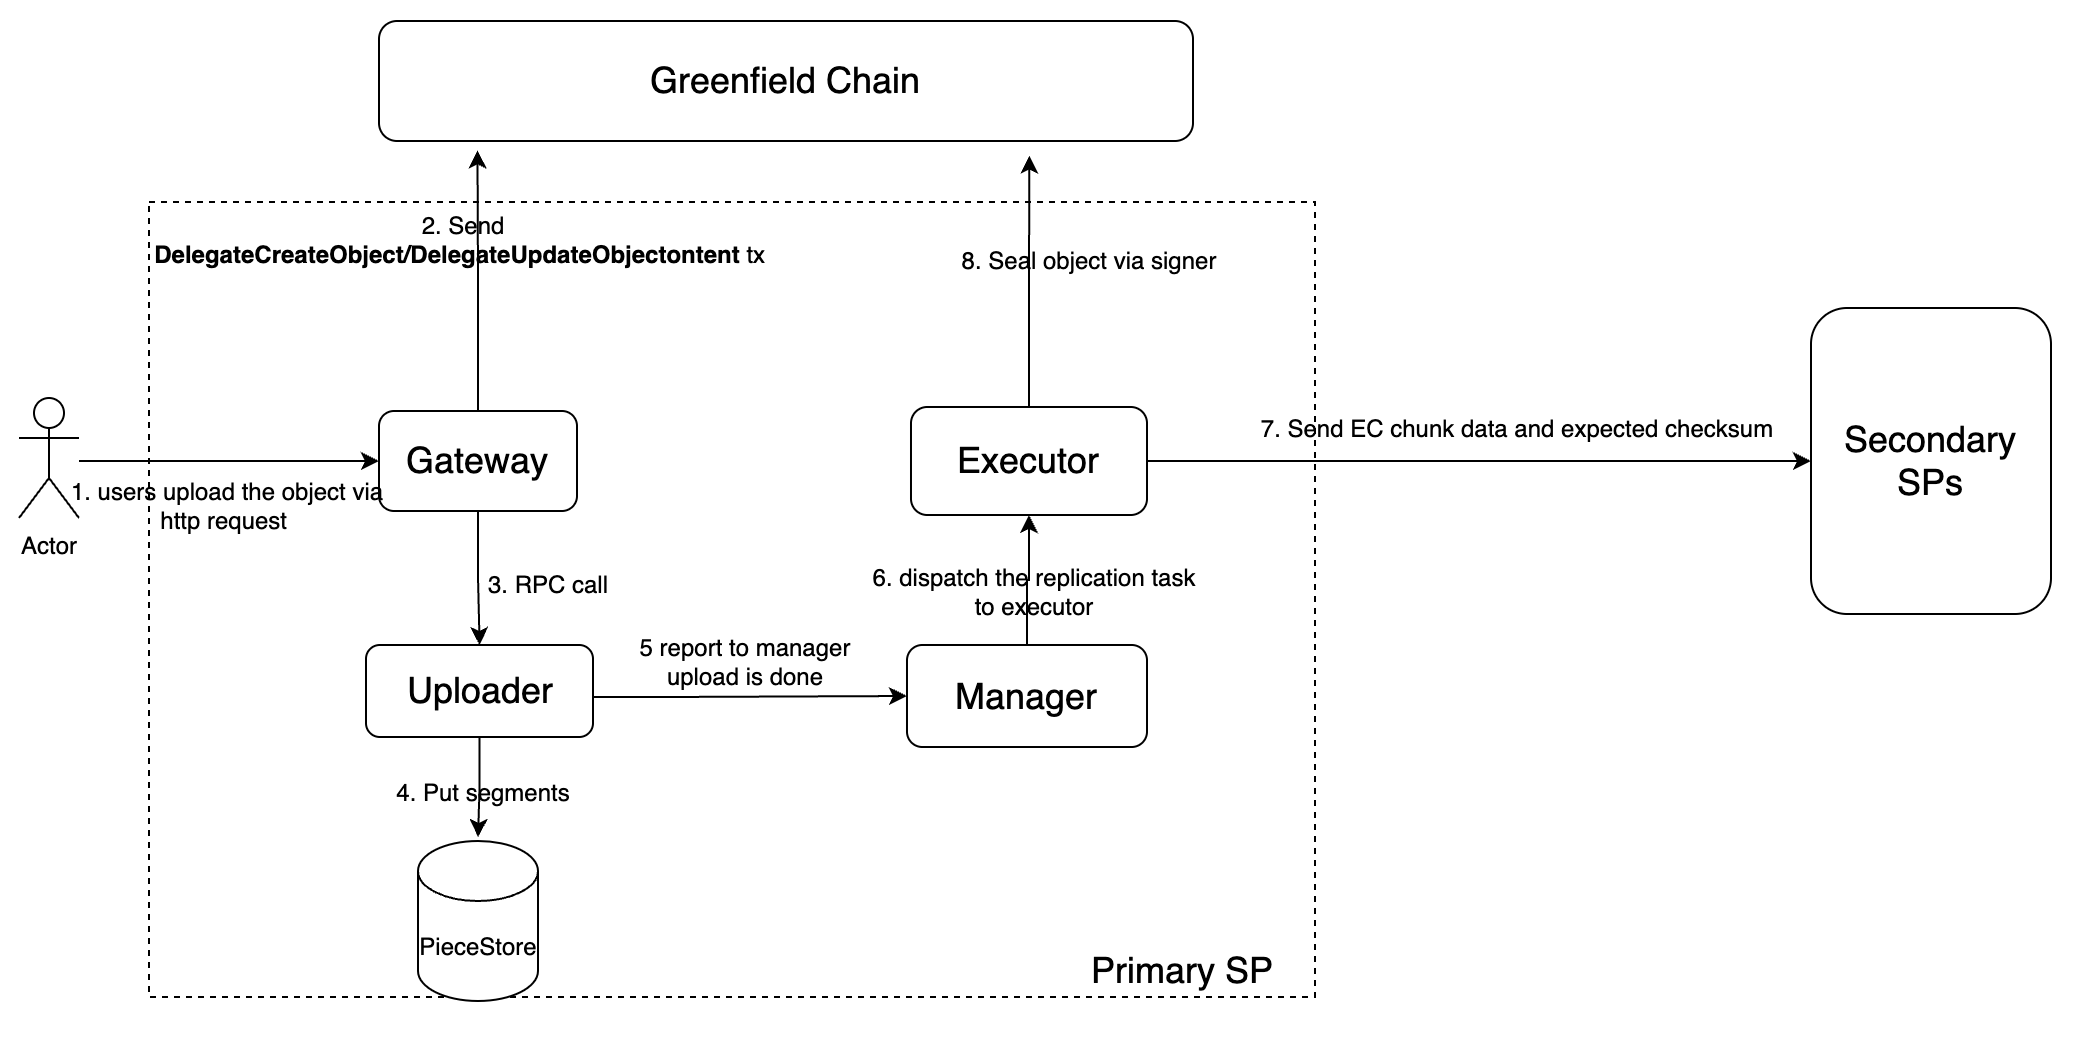 Greenfield Chain
2. Send
DelegateCreateObject/DelegateUpdateObjectontent tx
8. Seal object via signer
Gateway
Executor
7. Send EC chunk data and expected checksum
Secondary
SPs
1. users upload the object via
http request
Actor
3. RPC call
6. dispatch the replication task
to executor
Uploader
5 report to manager
upload is done
Manager
4. Put segments
PieceStore
Primary SP